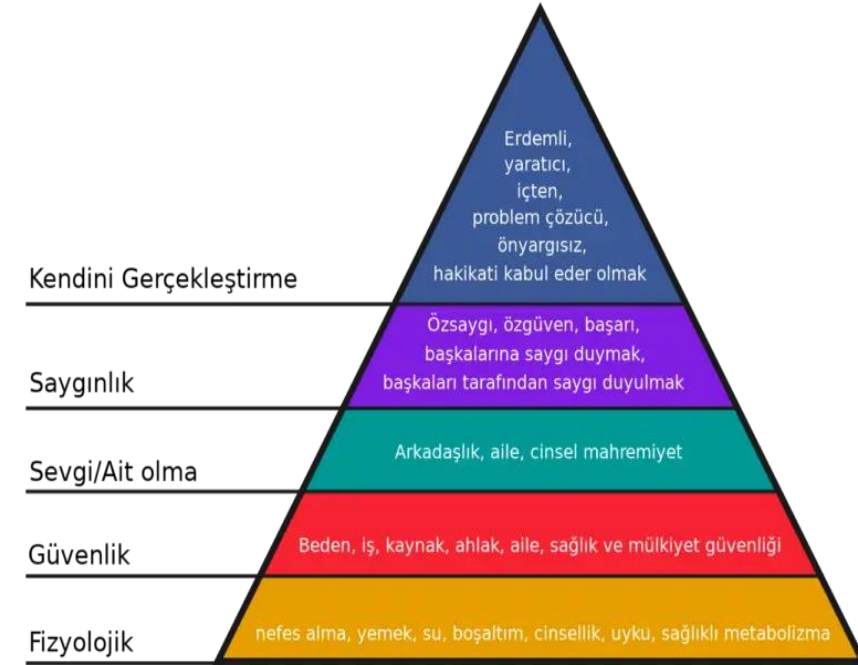 Erdemli,
yaratıcı,
içten,
problem çözücü,
önyargısız,
hakikati kabul eder olmak
Kendini Gerçekleştirme
Özsaygı, özgüven, başarı,
başkalarına saygı duymak,
başkaları tarafından saygı duyulmak
Saygınlık
Arkadaşlık, aile, cinsel mahremiyet
Sevgi/Ait olma
Beden, iş, kaynak, ahlak, aile, sağlık ve mülkiyet güvenliği
Güvenlik
nefes alma, yemek, su, boşaltım, cinsellik, uyku, sağlıklı metabolizma
Fizyolojik